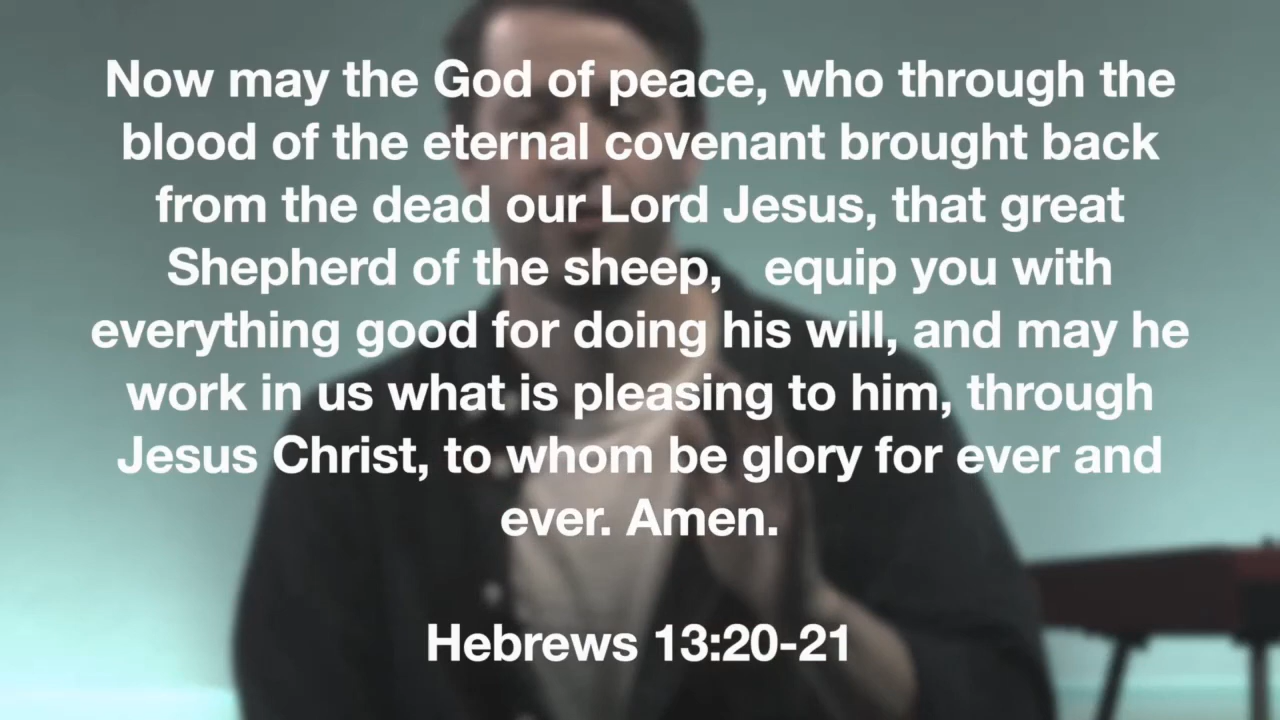 Now may the God of peace, who through the
blood of the eternal covenant brought back
from the dead our Lord Jesus, that great
Shepherd of the sheep,   equip you with
everything good for doing his will, and may he
work in us what is pleasing to him, through
Jesus Christ, to whom be glory for ever and
ever. Amen.
Hebrews 13:20-21